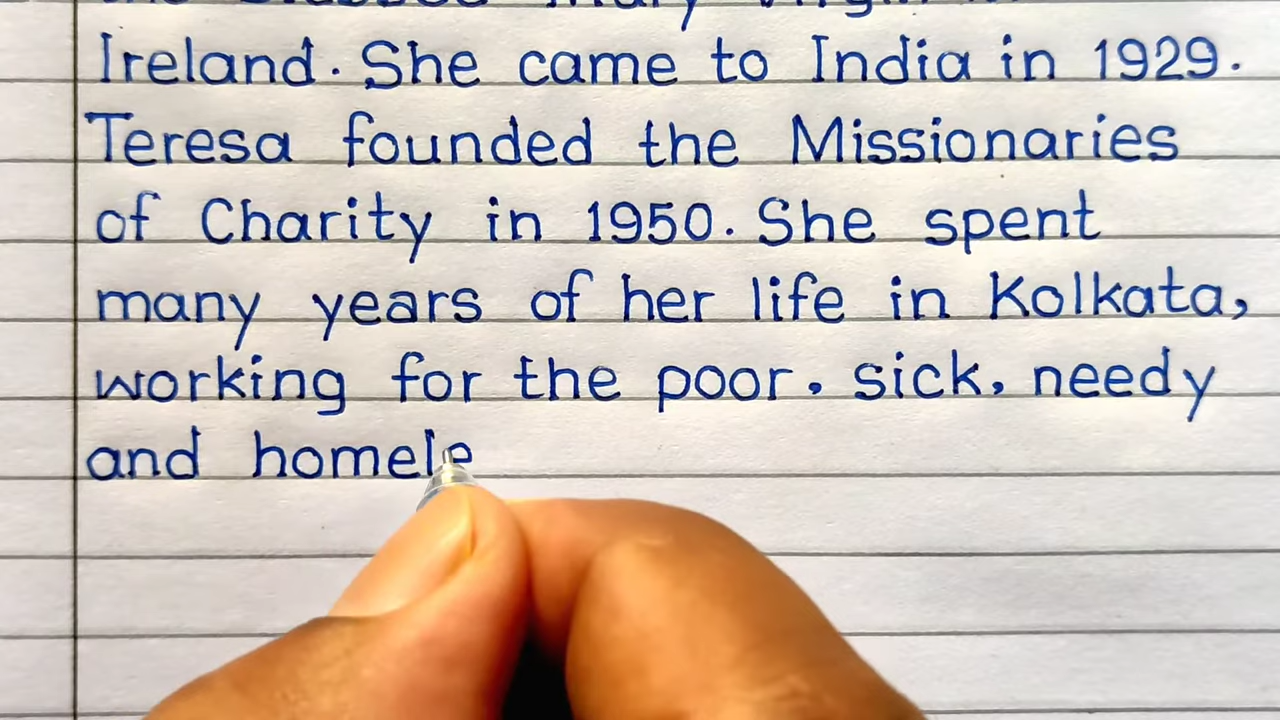 Ireland. She came to India in 1929.
Teresa founded the Missionaries
of Charity in 1950. She spent
many years of her life in Kolkata,
working for the poor, sick, needy
and homele